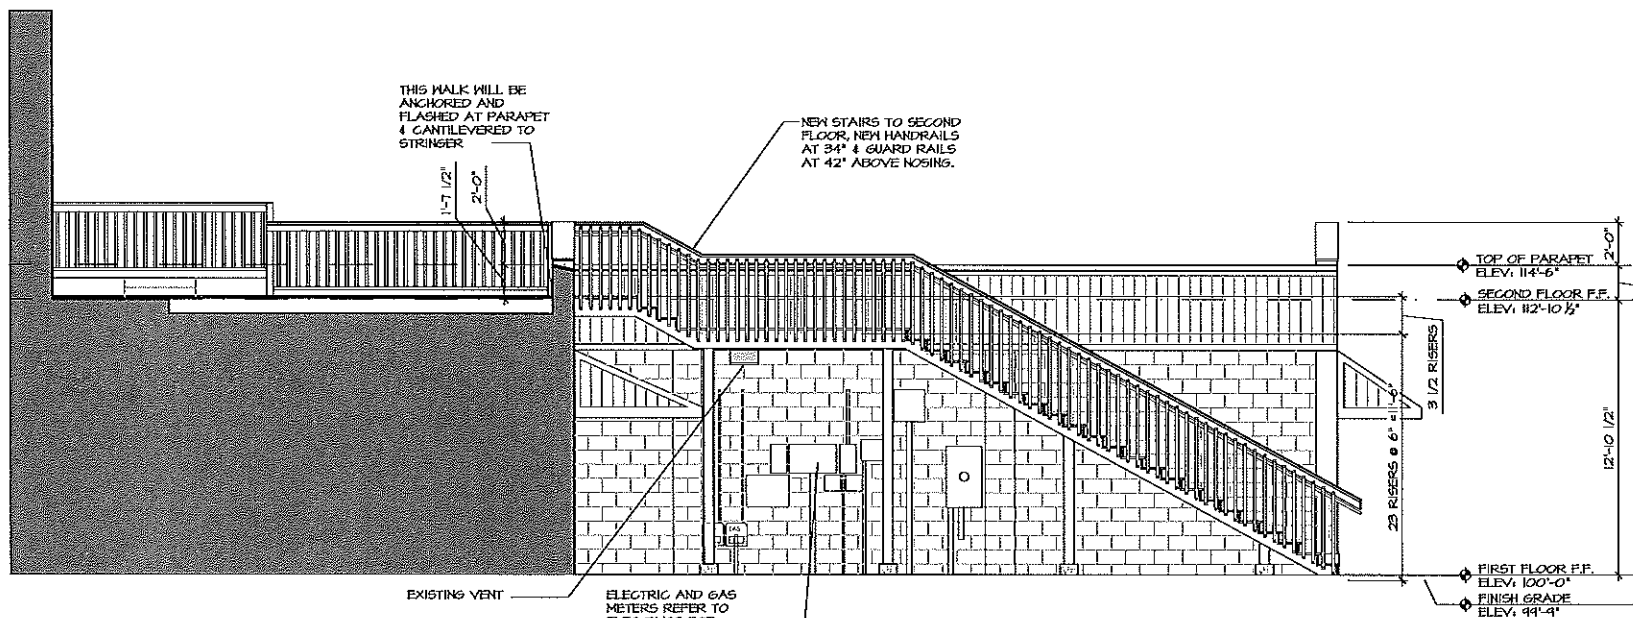 THIS WALK WILL BE
ANCHORED AND
FLASHED AT PARAPET
& CANTILEVERED TO
STRINGER
1'-7 1/2"
2'-0"
NEW STAIRS TO SECOND
FLOOR, NEW HANDRAILS
AT 34" & GUARD RAILS
AT 42" ABOVE NOSING.
2'-0"
TOP OF PARAPET
ELEV: 114'-6"
SECOND FLOOR F.F.
ELEV: 112'-10 ½"
3 1/2 RISERS
23 RISERS @ 6" =11'-6"
12'-10 1/2"
GAS
EXISTING VENT
ELECTRIC AND GAS
METERS REFER TO
FIRST FLOOR F.F.
ELEV: 100'-0"
FINISH GRADE
ELEV: 99'-9"